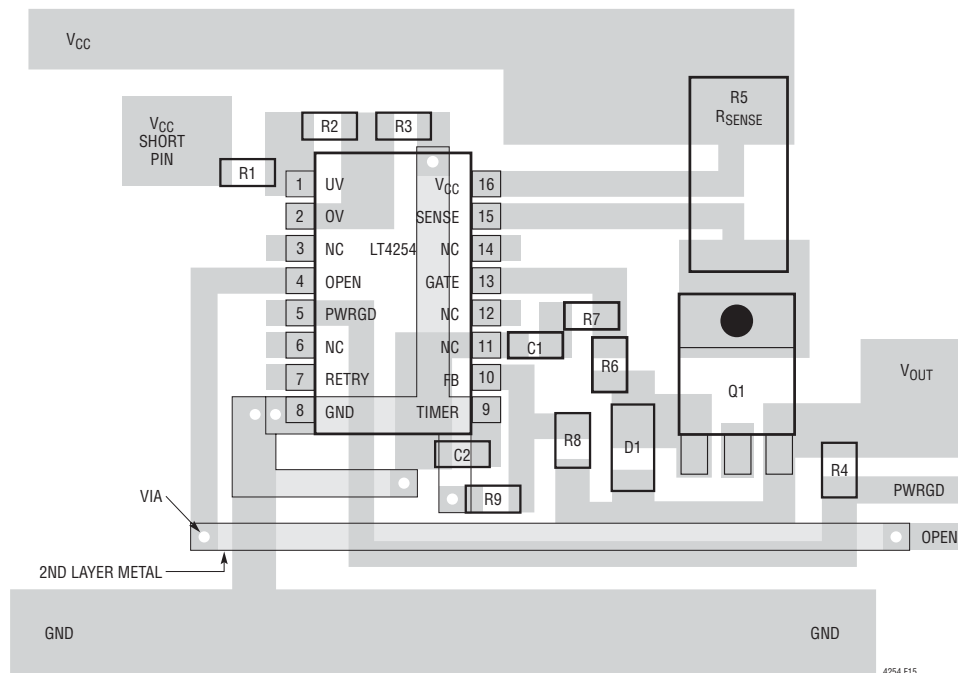 VCC
R5
RSENSE
VCC
SHORT
PIN
R2
R3
R1
1 UV
VCC 16
2 OV
SENSE 15
3 NC
LT4254
NC 14
4 OPEN
GATE 13
5 PWRGD
NC 12
6 NC
NC 11
7 RETRY
FB 10
8 GND
TIMER 9
C1
R7
R6
Q1
VOUT
R8
D1
C2
R9
R4
PWRGD
VIA
OPEN
2ND LAYER METAL
GND
GND
4254 F15